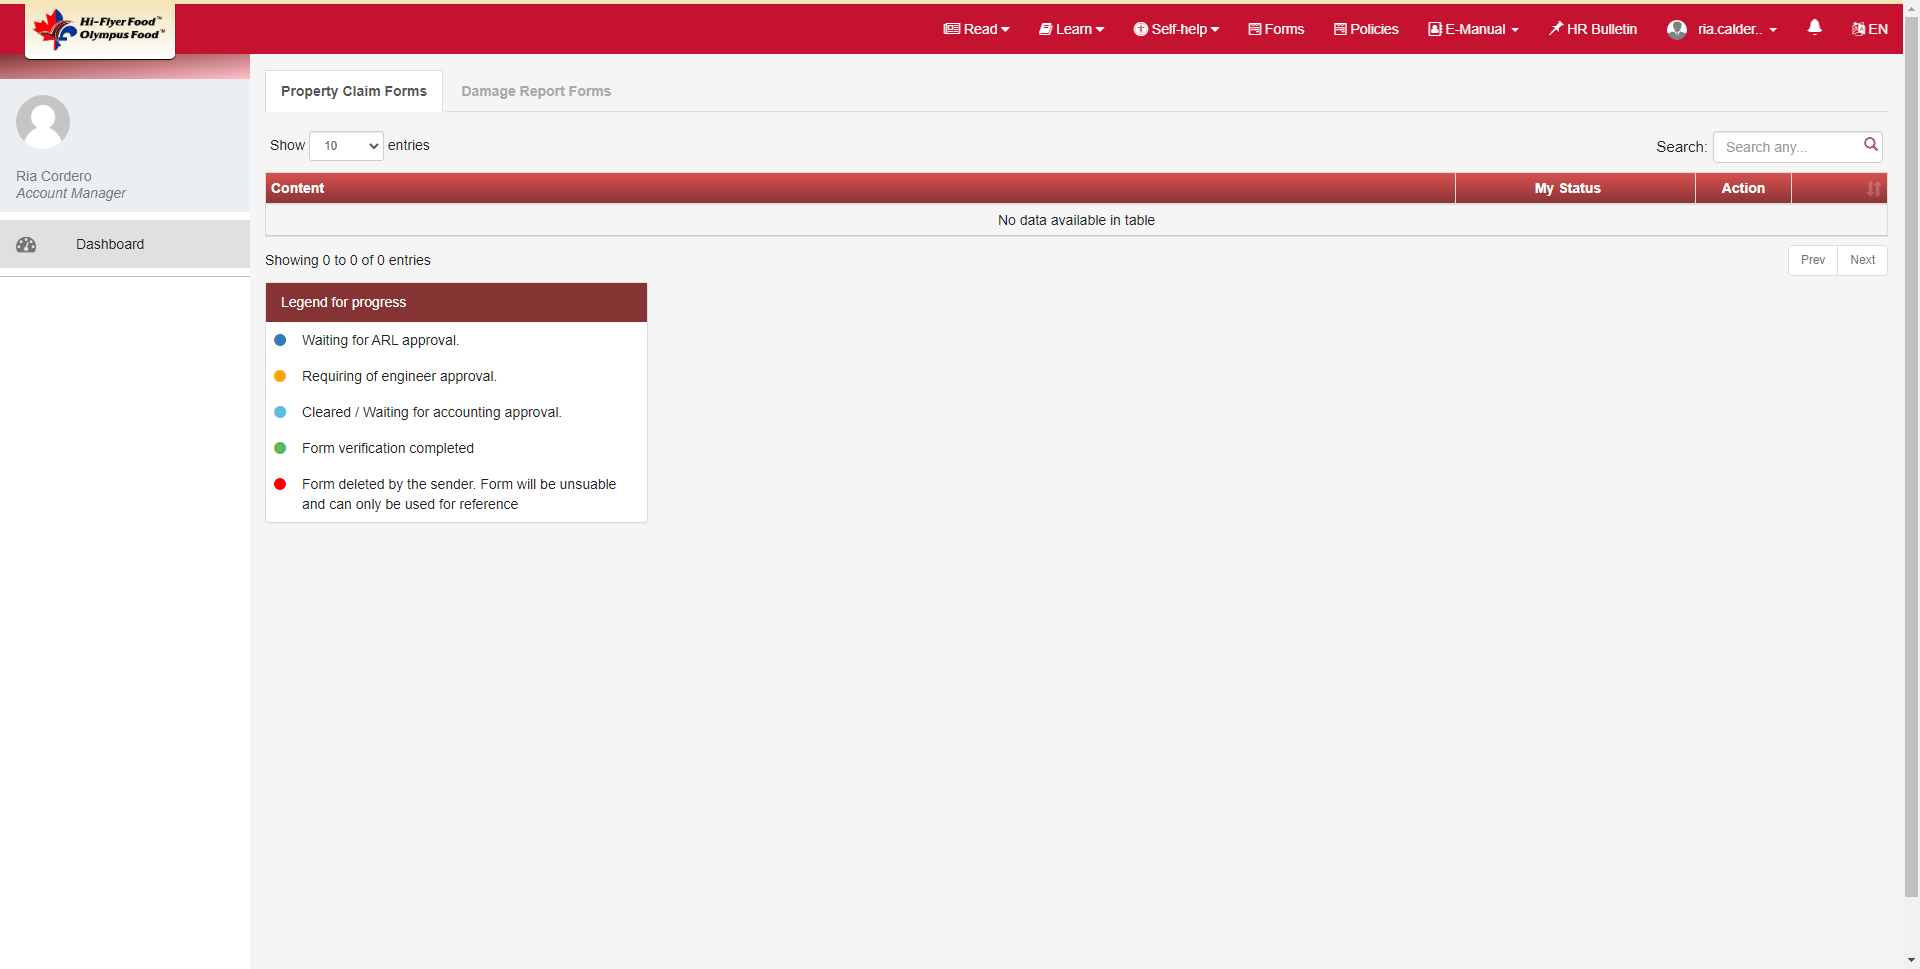 Hi-Flyer Food™
Olympus Food™
Read
Learn
Self-help
Forms
Policies
E-Manual
HR Bulletin
ria.calder..
EN
Ria Cordero
Account Manager
Dashboard
Property Claim Forms
Damage Report Forms
Show 10 entries
Search: Search any...
Content
My Status
Action
No data available in table
Showing 0 to 0 of 0 entries
Prev
Next
Legend for progress
Waiting for ARL approval.
Requiring of engineer approval.
Cleared / Waiting for accounting approval.
Form verification completed
Form deleted by the sender. Form will be unsuable
and can only be used for reference